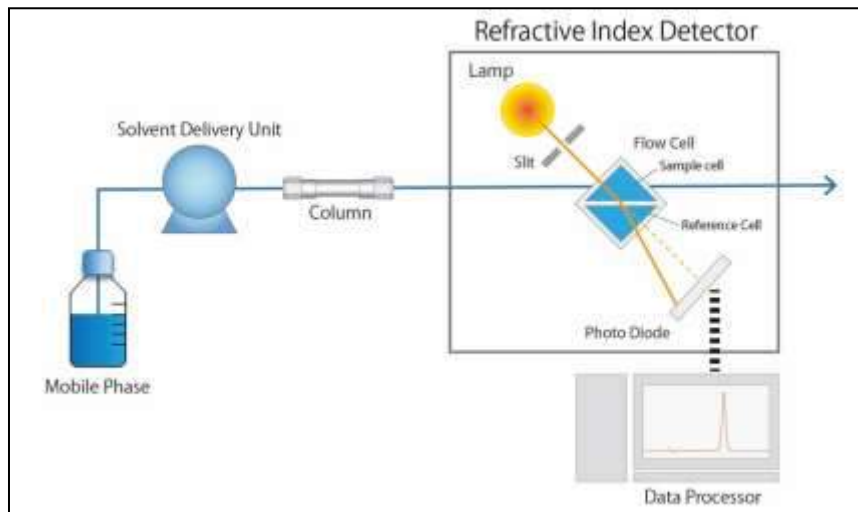 Refractive Index Detector
Lamp
Solvent Delivery Unit
Flow Cell
Sample cell
Slit
Column
Reference Cell
Photo Diode
Mobile Phase
Data Processor